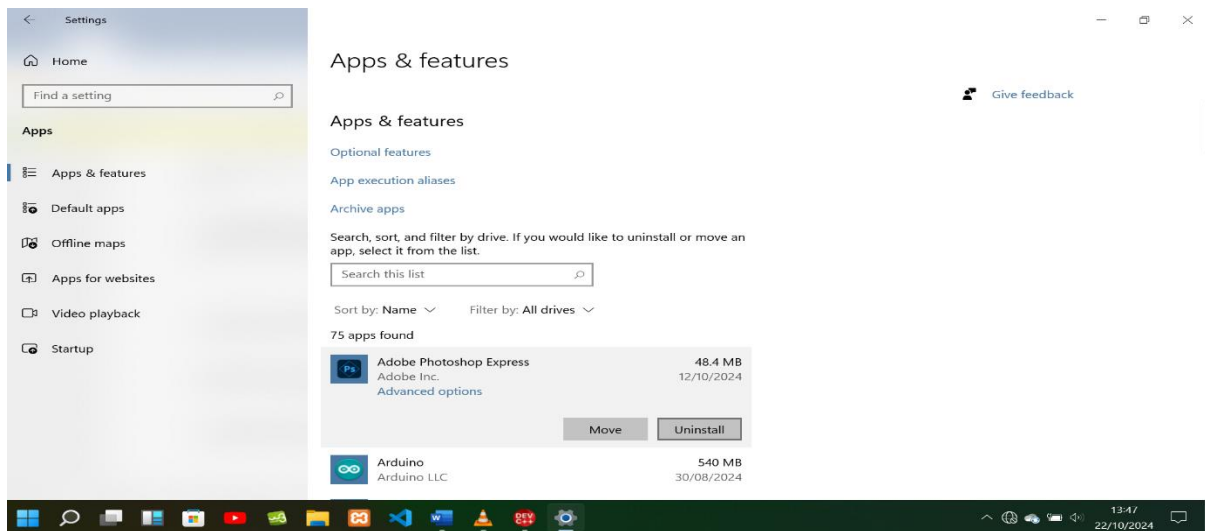 Settings
Home
Find a setting
Apps
Apps & features
Default apps
Offline maps
Apps for websites
Video playback
Startup
Apps & features
Give feedback
Apps & features
Optional features
App execution aliases
Archive apps
Search, sort, and filter by drive. If you would like to uninstall or move an
app, select it from the list.
Search this list
Sort by: Name Filter by: All drives
75 apps found
Ps
Adobe Photoshop Express 48.4 MB
Adobe Inc. 12/10/2024
Advanced options
Move Uninstall
Arduino 540 MB
Arduino LLC 30/08/2024
DEV
13:47
22/10/2024